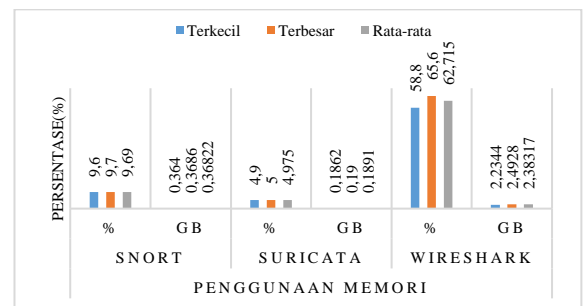 Terkecil Terbesar Rata-rata
PERSENTASE(%)
9,6 9,7 9,69 0,364 0,3686 0,36822 4,9 5 4,975 0,1862 0,19 0,1891 58,8 65,6 62,715 2,2344 2,4928 2,38317
% GB % GB % GB
SNORT SURICATA WIRESHARK
PENGGUNAAN MEMORI